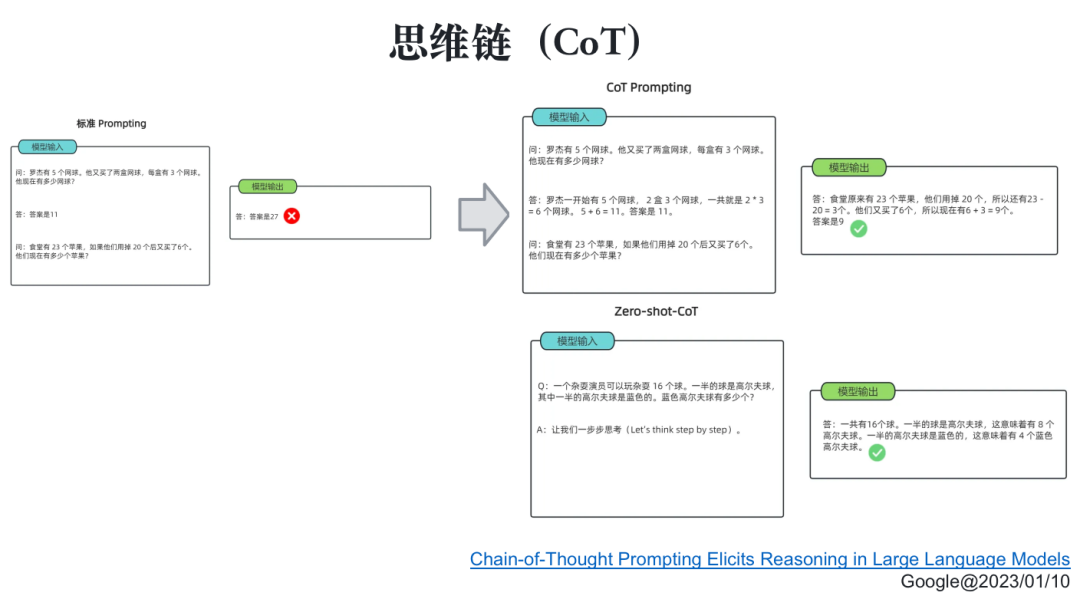 思维链（CoT）
标准 Prompting
模型输入
问：罗杰有 5 个网球。他又买了两盒网球，每盒有 3 个网球。
他现在有多少网球？
答：答案是11
问：食堂有 23 个苹果，如果他们用掉 20 个后又买了6个。
他们现在有多少个苹果？
模型输出
答：答案是27
CoT Prompting
模型输入
问：罗杰有 5 个网球。他又买了两盒网球，每盒有 3 个网球。
他现在有多少网球？
答：罗杰一开始有 5 个网球， 2 盒 3 个网球，一共就是 2 * 3
= 6 个网球。 5 + 6 = 11。答案是 11。
问：食堂有 23 个苹果，如果他们用掉 20 个后又买了6个。
他们现在有多少个苹果？
模型输出
答：食堂原来有 23 个苹果，他们用掉 20 个，所以还有23 -
20 = 3个。他们又买了6个，所以现在有6 + 3 = 9个。
答案是9
Zero-shot-CoT
模型输入
Q：一个杂耍演员可以玩杂耍 16 个球。一半的球是高尔夫球，
其中一半的高尔夫球是蓝色的。蓝色高尔夫球有多少个？
A：让我们一步步思考（Let's think step by step）。
模型输出
答：一共有16个球。一半的球是高尔夫球，这意味着有 8 个
高尔夫球。一半的高尔夫球是蓝色的，这意味着有 4 个蓝色
高尔夫球。
Chain-of-Thought Prompting Elicits Reasoning in Large Language Models
Google@2023/01/10